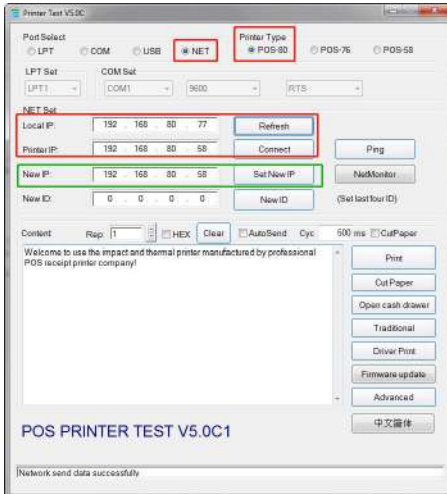 Printer Test V5.0C
Port Select
Printer Type
LPT COM USB NET POS-80 POS-76 POS-58
LPT Set COM Set
LPT1 COM1 9600 RTS
NET Set
Local IP: 192 . 168 . 80 . 77 Refresh
Printer IP: 192 . 168 . 80 . 58 Connect Ping
New IP: 192 . 168 . 80 . 58 Set New IP NetMonitor
New ID: 0 . 0 . 0 . 0 New ID (Set last four ID)
Content Rep: 1 HEX Clear AutoSend Cyc 500 ms CutPaper
Welcome to use the impact and thermal printer manufactured by professional
POS receipt printer company!
Print
Cut Paper
Open cash drawer
Traditional
Driver Print
Firmware update
Advanced
中文簡体
POS PRINTER TEST V5.0C1
Network send data successfully